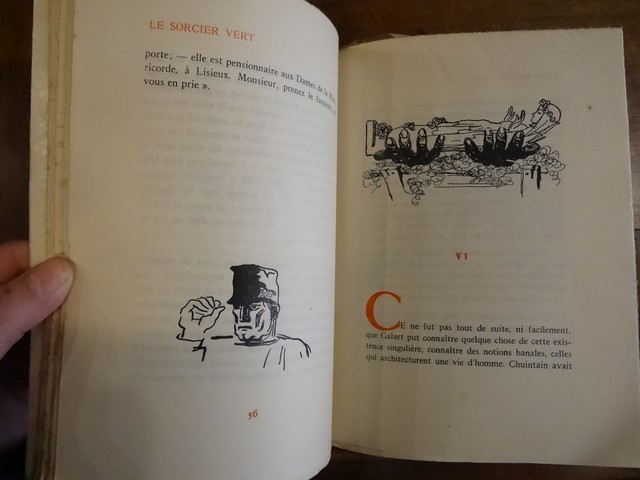 LE SORCIER VERT
porte; — elle est pensionnaire aux Dames de la
ricorde, à Lisieux. Monsieur, prenez le
vous en prie ».
56
VI
CE ne fut pas tout de suite, ni facilement,
que Galart put connaître quelque chose de cette exis-
tence singulière, connaître des notions banales, celles
qui architecturent une vie d'homme. Chuintain avait